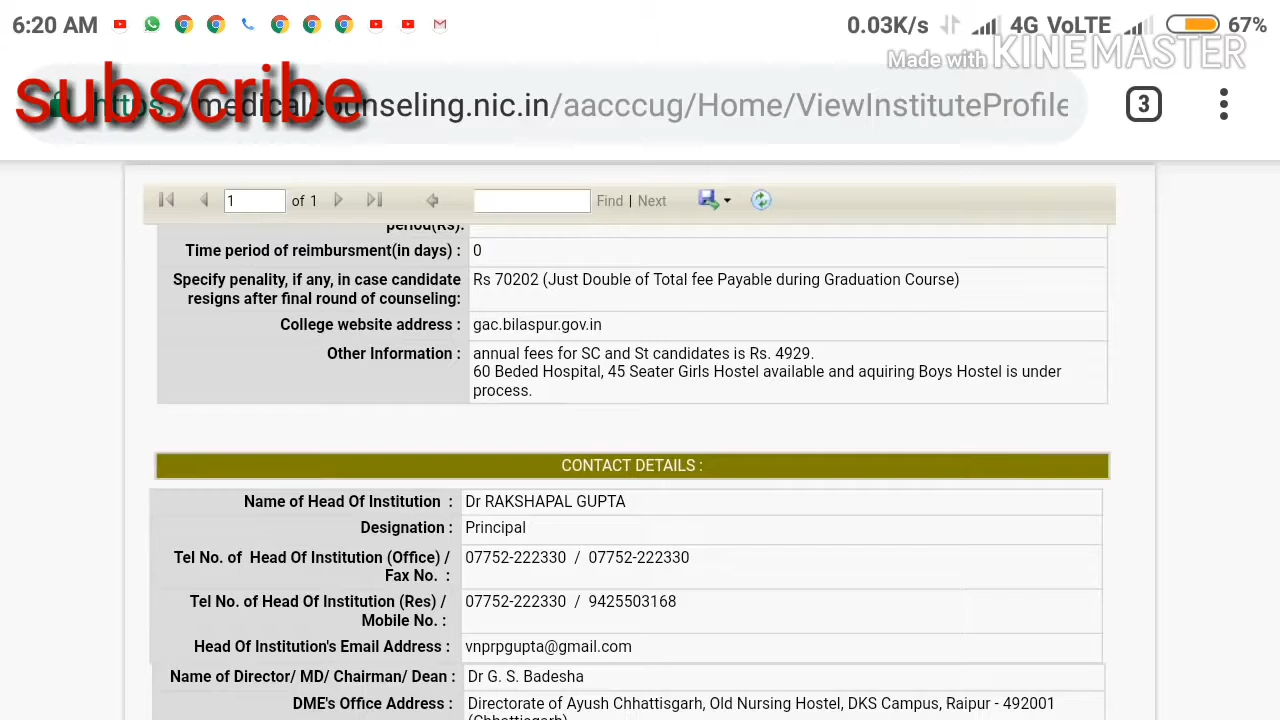 6:20 AM 0.03K/s 4G VoLTE 67%
Made with KINEMASTER
subscribe
https://medicalcounseling.nic.in/aacccug/Home/ViewInstituteProfile 3
1 of 1 Find | Next
period(Rs):
Time period of reimbursment(in days) : 0
Specify penality, if any, in case candidate Rs 70202 (Just Double of Total fee Payable during Graduation Course)
resigns after final round of counseling:
College website address : gac.bilaspur.gov.in
Other Information : annual fees for SC and St candidates is Rs. 4929.
60 Beded Hospital, 45 Seater Girls Hostel available and aquiring Boys Hostel is under
process.
CONTACT DETAILS :
Name of Head Of Institution : Dr RAKSHAPAL GUPTA
Designation : Principal
Tel No. of Head Of Institution (Office) / 07752-222330 / 07752-222330
Fax No. :
Tel No. of Head Of Institution (Res) / 07752-222330 / 9425503168
Mobile No. :
Head Of Institution's Email Address : vnprpgupta@gmail.com
Name of Director/ MD/ Chairman/ Dean : Dr G. S. Badesha
DME's Office Address : Directorate of Ayush Chhattisgarh, Old Nursing Hostel, DKS Campus, Raipur - 492001
(Chhattisgarh)